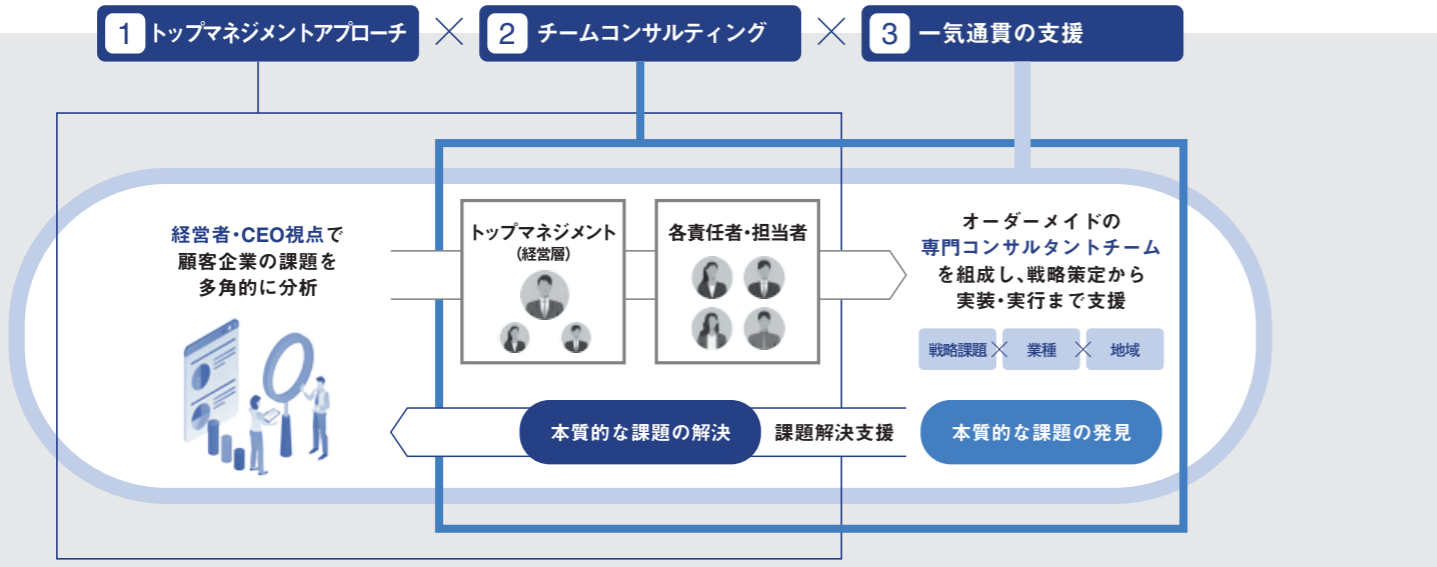 1 トップマネジメントアプローチ × 2 チームコンサルティング × 3 一気通貫の支援
経営者・CEO視点で
顧客企業の課題を
多角的に分析
トップマネジメント
(経営層)
各責任者・担当者
オーダーメイドの
専門コンサルタントチーム
を組成し、戦略策定から
実装・実行まで支援
戦略課題 × 業種 × 地域
本質的な課題の解決 課題解決支援 本質的な課題の発見